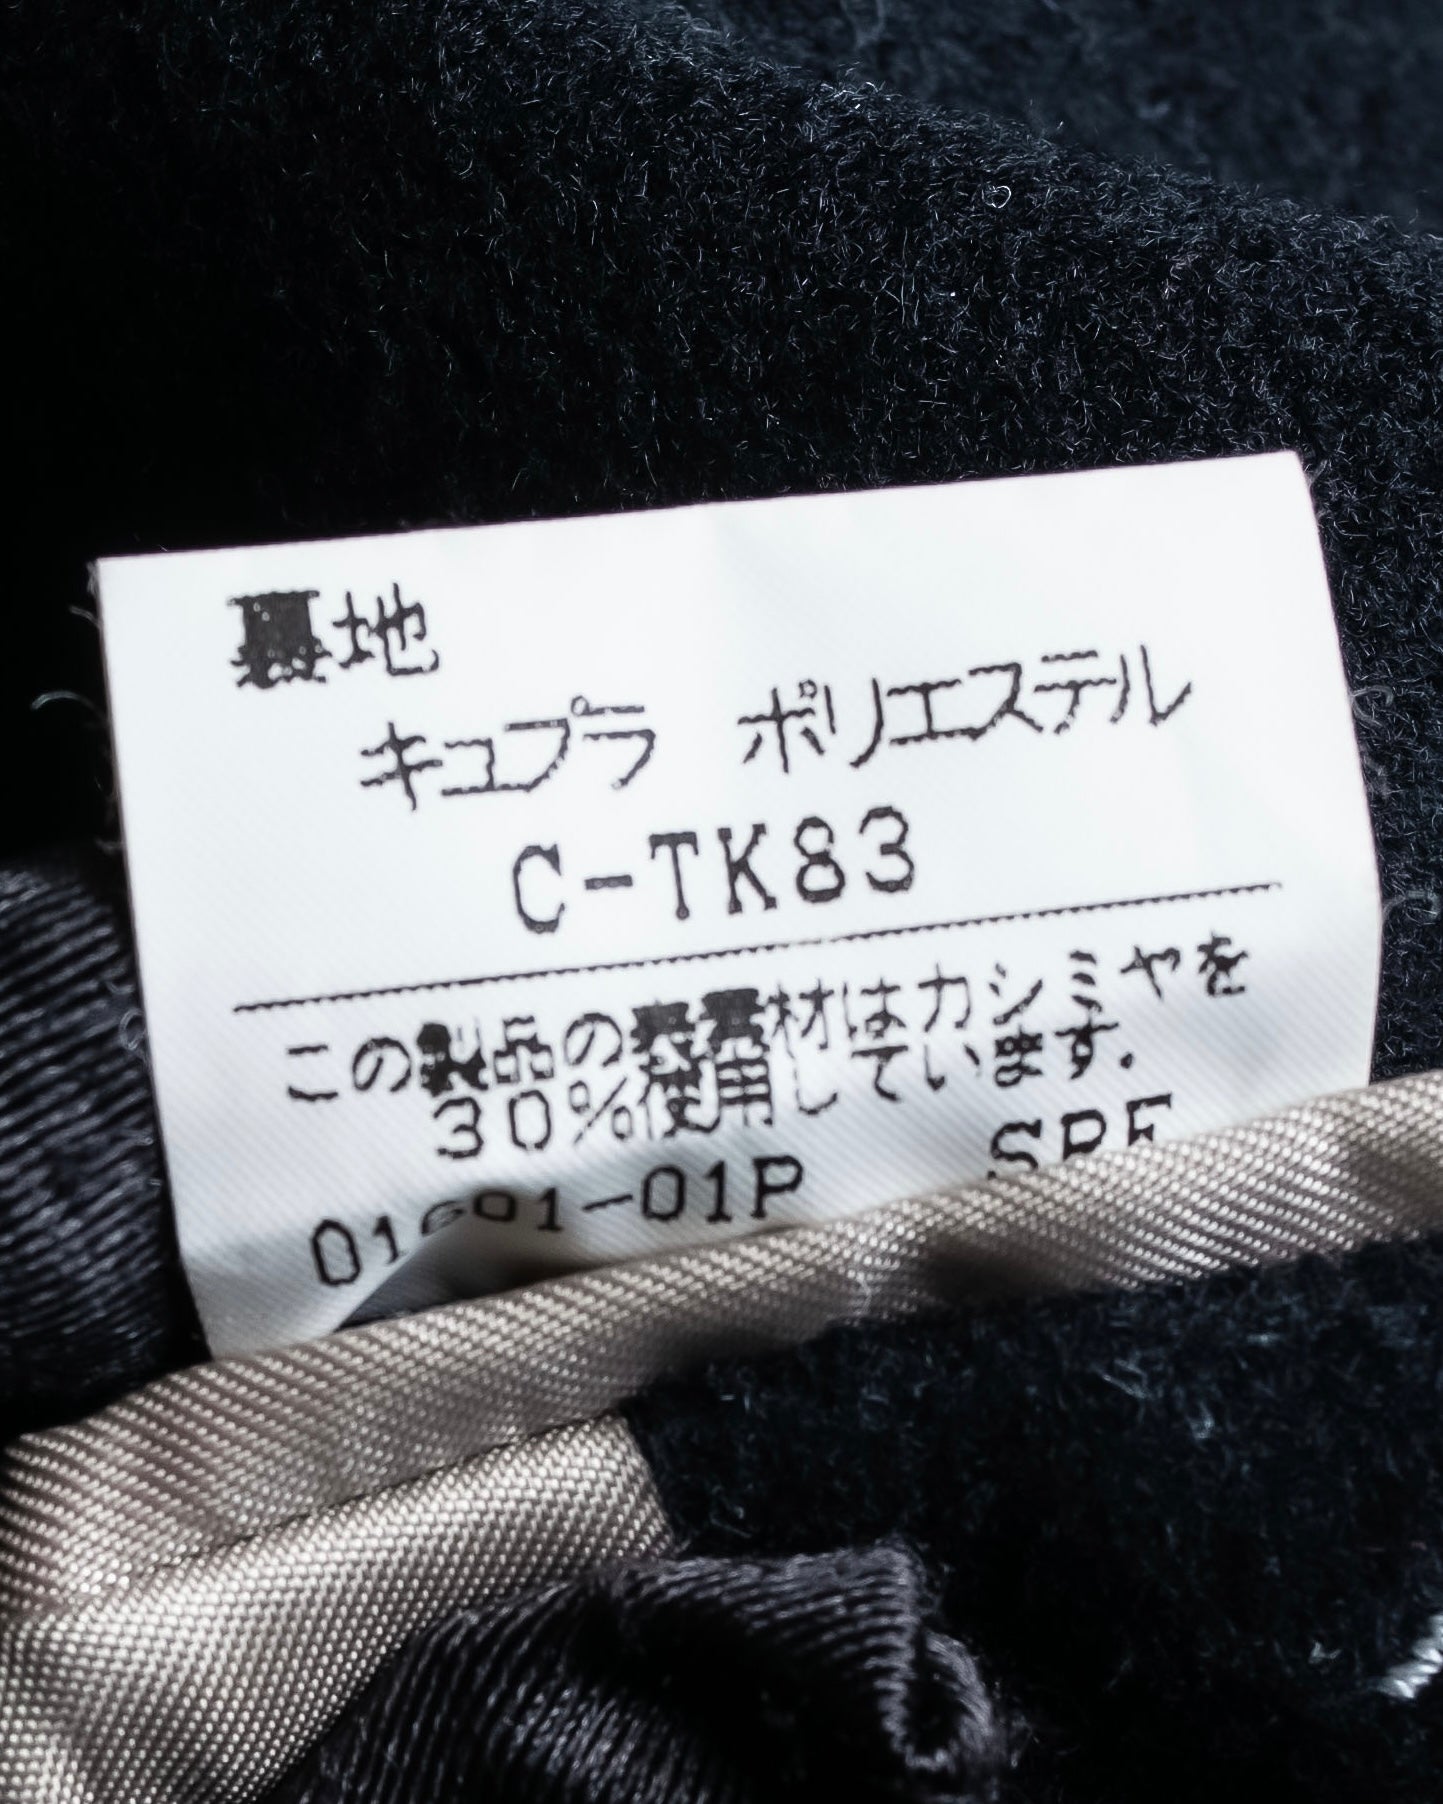 裏地
キュプラ ポリエステル
C-TK83
この製品の表素材はカシミヤを
30%使用しています.
-01P